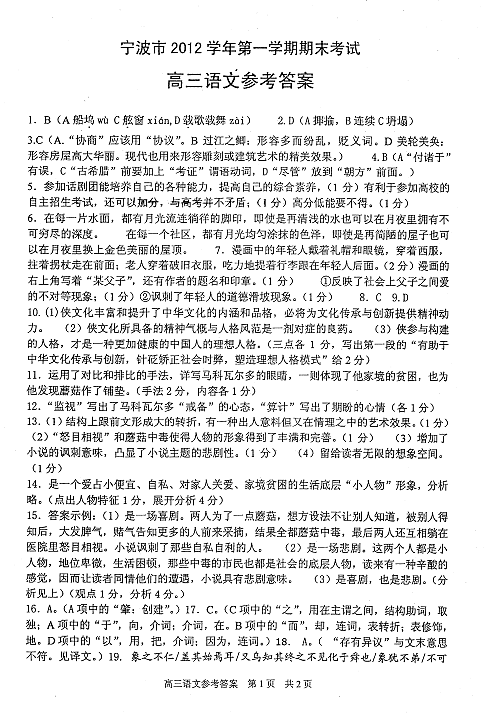 宁波市 2012 学年第一学期期末考试
高三语文参考答案
1．B（A 船坞 wù C 舷窗 xián,D 载歌载舞 zài） 2.D（A 揶揄，B 连续 C 坍塌）
3.C（A.“协商”应该用“协议”。B 过江之鲫：形容多而纷乱，贬义词。D 美轮美奂：
形容房屋高大华丽。现代也用来形容雕刻或建筑艺术的精美效果。） 4.B（A“付诸于”
有误，C“古希腊”前要加上“考证”谓语动词，D“尽管”放到“朝方”前面。）
5．参加话剧团能培养自己的各种能力，提高自己的综合素养，（1 分）有利于参加高校的
自主招生考试，还可以加分，与高考并不矛盾；（1 分）高分低能要不得。（1 分）
6．在每一片水面，都有月光流连徜徉的脚印，即使是再清浅的水也可以在月夜里拥有不
可穷尽的深度。 在每一个社区，都有月光均匀涂抹的色泽，即使是再简陋的屋子也可
以在月夜里换上金色美丽的屋顶。 7．漫画中的年轻人戴着礼帽和眼镜，穿着西服，
拄着拐杖走在前面；老人穿着破旧衣服，吃力地提着行李跟在年轻人后面。（2 分）漫画的
右上角写着“某父子”，还有作者的题名和印章。（1 分） ①反映了社会上父子之间爱
的不对等现象；（1 分）②讽刺了年轻人的道德滑坡现象。（1 分） 8．C 9.D
10.(1)侠文化丰富和提升了中华文化的内涵和品格，必将为文化传承与创新提供精神动
力。 （2）侠文化所具备的精神气概与人格风范是一剂对症的良药。 （3）侠参与构建
的人格，才是一种更加健康的中国人的理想人格。（三点各 1 分，写出第一段的“有助于
中华文化传承与创新，针砭矫正社会时弊，塑造理想人格模式”给 2 分）
11．运用了对比和排比的手法，详写马科瓦尔多的眼睛，一则体现了他家境的贫困，也为
他发现蘑菇作了铺垫。（手法 2 分，内容各 1 分）
12．“监视”写出了马科瓦尔多“戒备”的心态，“算计”写出了期盼的心情（各 1 分）
13．(1）结构上跟前文形成大的转折，有一种出人意料但又在情理之中的艺术效果。（1 分）
（2）“怒目相视”和蘑菇中毒使得人物的形象得到了丰满和完善。（1 分） （3）增加了
小说的讽刺意味，凸显了小说主题。（1 分） （4）留给读者无限的想象空间。
（1 分）
14．是一个爱占小便宜、自私、对家人关爱、家境贫困的生活底层“小人物”形象，分析
略。（点出人物特征 1 分，展开分析 4 分）
15．答案示例：（1）是一场喜剧。两人为了一点蘑菇，想方设法不让别人知道，被别人得
知后，大发脾气，赌气告知更多的人前来采摘，结果全都蘑菇中毒，最后两人还互相躺在
医院里怒目相视。小说讽刺了那些自私自利的人。 （2）是一场悲剧。这两个人都是小
人物，地位卑微，生活困顿，那些中毒的市民也都是社会的底层人物，读来有一种辛酸的
感觉，因而让读者同情他们的遭遇，小说具有悲剧意味。 （3）是喜剧，也是悲剧。（分
析见上）（观点 1 分，分析 4 分。）
16．A。（A 项中的“肇：创建”。）17．C。（C 项中的“之”，用在主谓之间，结构助词，取
独；A 项中的“于”，向，介词；介词，在。B 项中的“而”，却，连词，表转折；表修饰，
地。D 项中的“以”，用，把，介词；因为，连词。）18． A。（ “存有异议”与文末意思
不符。见译文。）19．象之不仁/盖其始焉耳/又乌知其终之不见化于舜也/象犹不弟/不可
高三语文参考答案 第 1 页 共 2 页